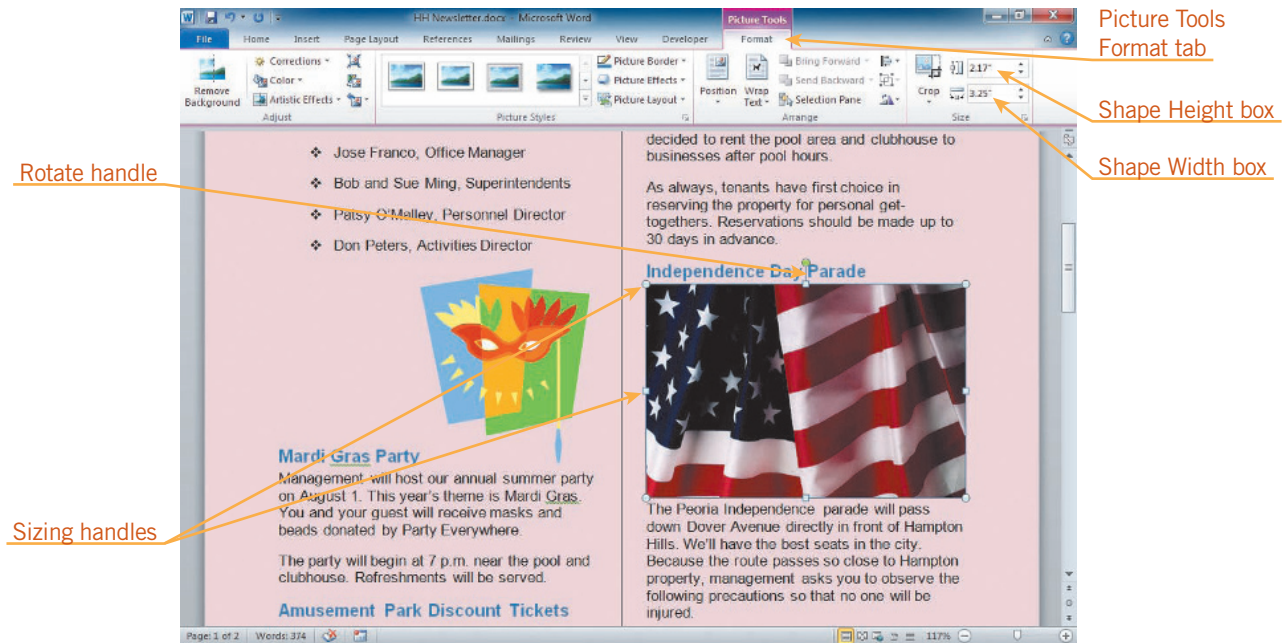 HH Newsletter.docx - Microsoft Word
Picture Tools
File Home Insert Page Layout References Mailings Review View Developer Format
Remove Background
Corrections
Color
Artistic Effects
Adjust
Picture Styles
Picture Border
Picture Effects
Picture Layout
Position
Wrap Text
Bring Forward
Send Backward
Selection Pane
Arrange
Crop
2.17"
3.25"
Size
Picture Tools
Format tab
Shape Height box
Shape Width box
Rotate handle
Sizing handles
❖ Jose Franco, Office Manager
❖ Bob and Sue Ming, Superintendents
❖ Patsy O'Malley, Personnel Director
❖ Don Peters, Activities Director
Mardi Gras Party
Management will host our annual summer party
on August 1. This year's theme is Mardi Gras.
You and your guest will receive masks and
beads donated by Party Everywhere.
The party will begin at 7 p.m. near the pool and
clubhouse. Refreshments will be served.
Amusement Park Discount Tickets
decided to rent the pool area and clubhouse to
businesses after pool hours.
As always, tenants have first choice in
reserving the property for personal get-
togethers. Reservations should be made up to
30 days in advance.
Independence Day Parade
The Peoria Independence parade will pass
down Dover Avenue directly in front of Hampton
Hills. We'll have the best seats in the city.
Because the route passes so close to Hampton
property, management asks you to observe the
following precautions so that no one will be
injured.
Page: 1 of 2 Words: 374 117%